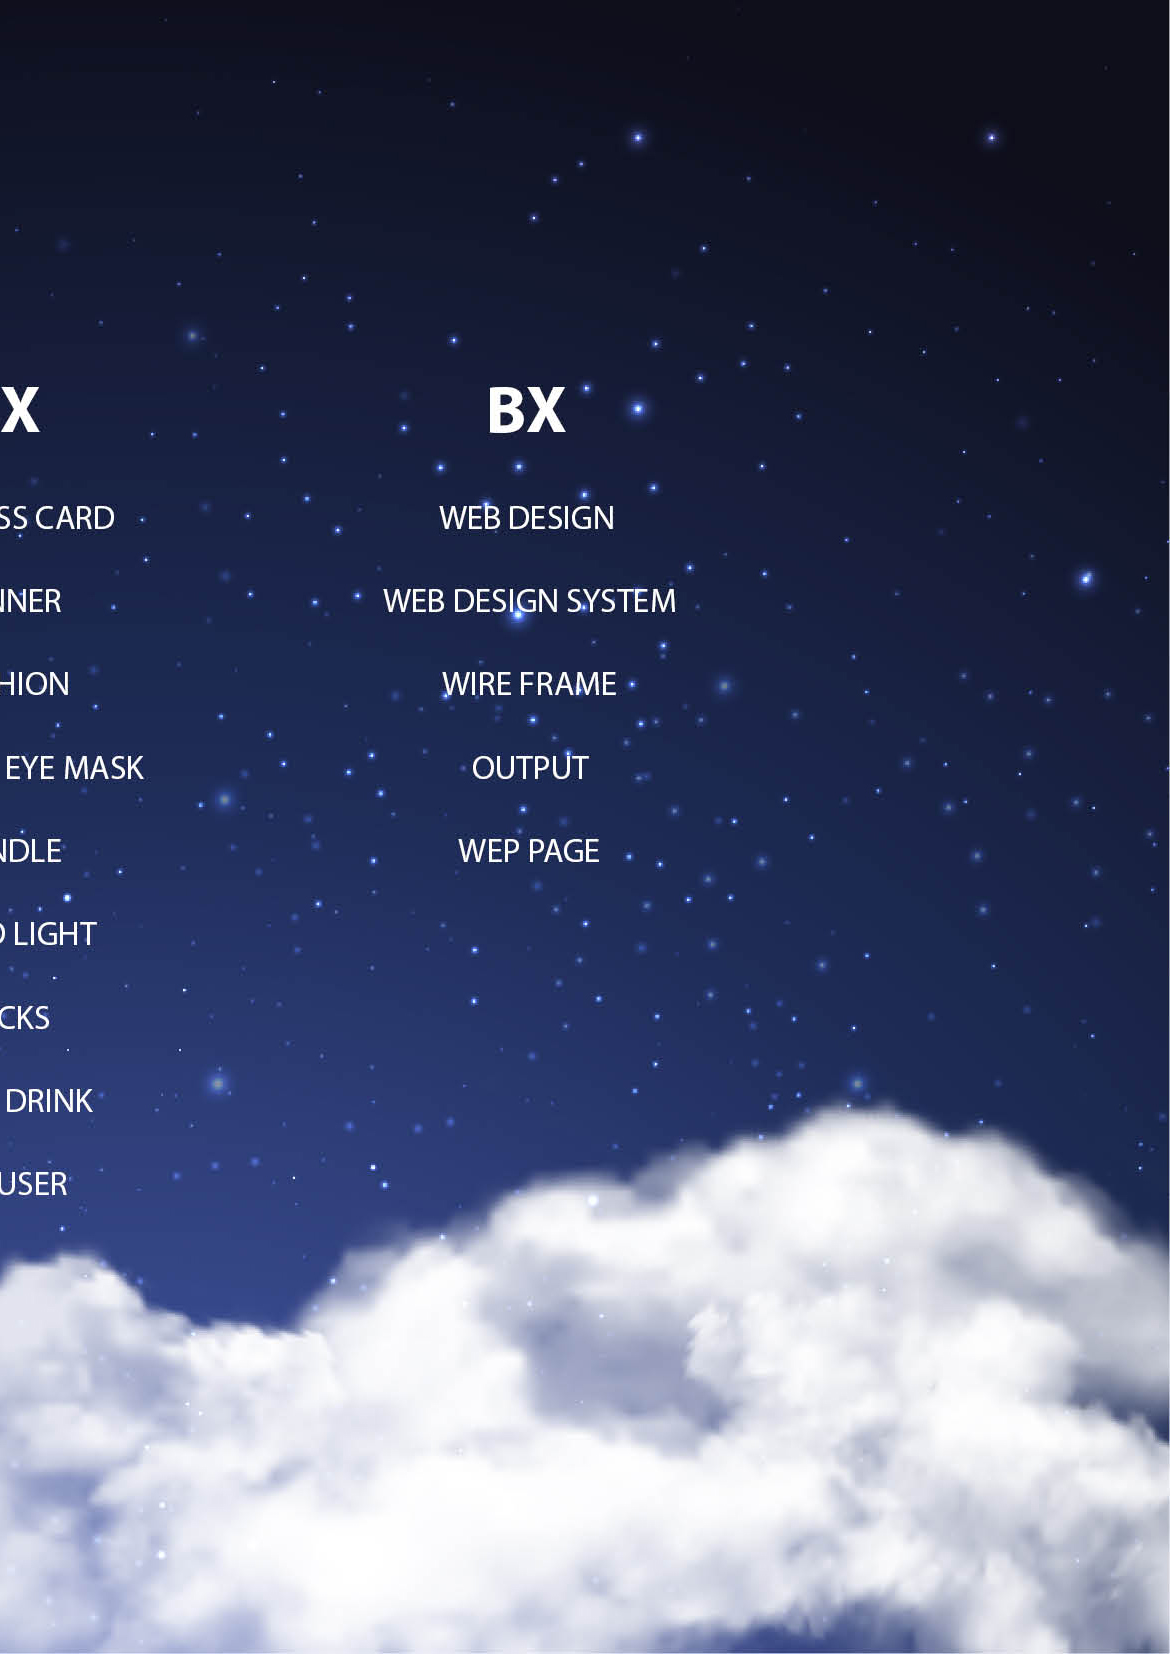 X
SS CARD
NNER
HION
EYE MASK
NDLE
LIGHT
CKS
DRINK
USER
BX
WEB DESIGN
WEB DESIGN SYSTEM
WIRE FRAME
OUTPUT
WEP PAGE